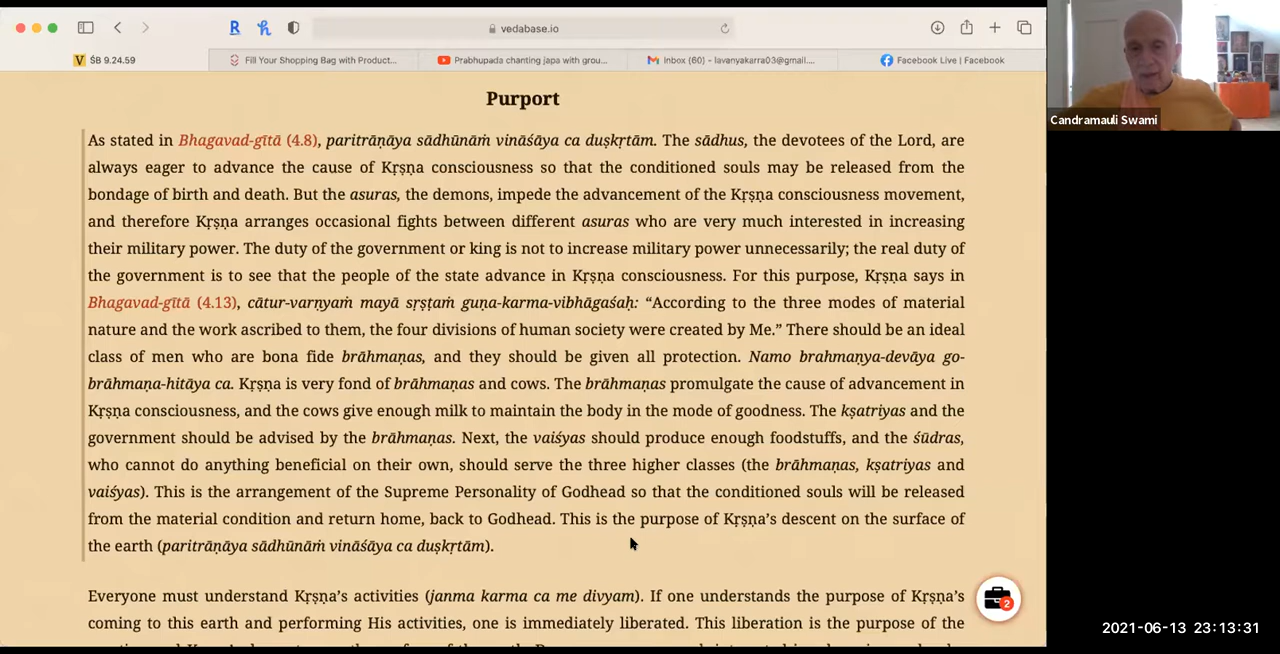 vedabase.io
ŚB 9.24.59
Fill Your Shopping Bag with Product...
Prabhupada chanting japa with grou...
Inbox (60) - lavanyakarra03@gmail....
Facebook Live | Facebook
Candramauli Swami
Purport
As stated in Bhagavad-gītā (4.8), paritrāṇāya sādhūnāṁ vināśāya ca duṣkṛtām. The sādhus, the devotees of the Lord, are
always eager to advance the cause of Kṛṣṇa consciousness so that the conditioned souls may be released from the
bondage of birth and death. But the asuras, the demons, impede the advancement of the Kṛṣṇa consciousness movement,
and therefore Kṛṣṇa arranges occasional fights between different asuras who are very much interested in increasing
their military power. The duty of the government or king is not to increase military power unnecessarily; the real duty of
the government is to see that the people of the state advance in Kṛṣṇa consciousness. For this purpose, Kṛṣṇa says in
Bhagavad-gītā (4.13), cātur-varṇyaṁ mayā sṛṣṭaṁ guṇa-karma-vibhāgaśaḥ: “According to the three modes of material
nature and the work ascribed to them, the four divisions of human society were created by Me.” There should be an ideal
class of men who are bona fide brāhmaṇas, and they should be given all protection. Namo brahmaṇya-devāya go-
brāhmaṇa-hitāya ca. Kṛṣṇa is very fond of brāhmaṇas and cows. The brāhmaṇas promulgate the cause of advancement in
Kṛṣṇa consciousness, and the cows give enough milk to maintain the body in the mode of goodness. The kṣatriyas and the
government should be advised by the brāhmaṇas. Next, the vaiśyas should produce enough foodstuffs, and the śūdras,
who cannot do anything beneficial on their own, should serve the three higher classes (the brāhmaṇas, kṣatriyas and
vaiśyas). This is the arrangement of the Supreme Personality of Godhead so that the conditioned souls will be released
from the material condition and return home, back to Godhead. This is the purpose of Kṛṣṇa’s descent on the surface of
the earth (paritrāṇāya sādhūnāṁ vināśāya ca duṣkṛtām).
Everyone must understand Kṛṣṇa’s activities (janma karma ca me divyam). If one understands the purpose of Kṛṣṇa’s
coming to this earth and performing His activities, one is immediately liberated. This liberation is the purpose of the
2
2021-06-13 23:13:31